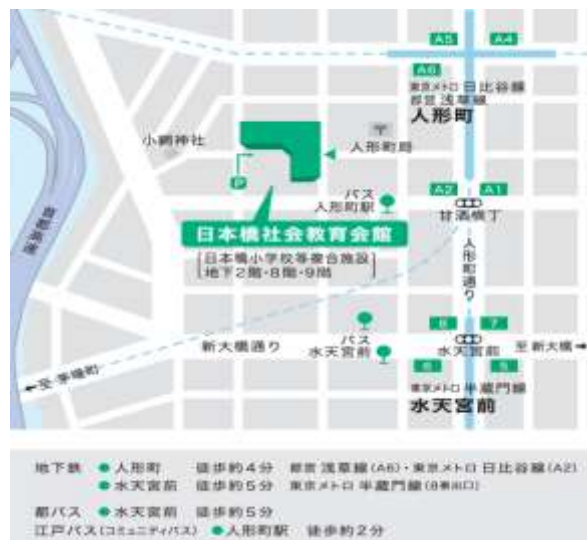 A5
A4
A6
東京メトロ 日比谷線
都営 浅草線
人形町
小網神社
〒
人形町局
P
バス
人形町駅
A2
A1
甘酒横丁
日本橋社会教育会館
日本橋小学校等複合施設
地下2階・8階・9階
人形町通り
首都高速
バス
水天宮前
新大橋通り
8
7
水天宮前
至新大橋→
←至茅場町
東京メトロ 半蔵門線
水天宮前
地下鉄 ●人形町 徒歩約4分 都営 浅草線(A6)・東京メトロ 日比谷線(A2)
●水天宮前 徒歩約5分 東京メトロ 半蔵門線(8番出口)
都バス ●水天宮前 徒歩約5分
江戸バス(コミュニティバス) ●人形町駅 徒歩約2分